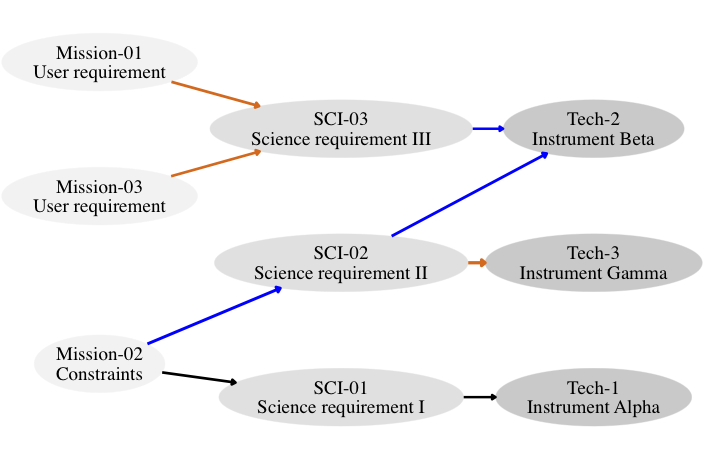 Mission-01
User requirement
SCI-03
Science requirement III
Tech-2
Instrument Beta
Mission-03
User requirement
SCI-02
Science requirement II
Tech-3
Instrument Gamma
Mission-02
Constraints
SCI-01
Science requirement I
Tech-1
Instrument Alpha